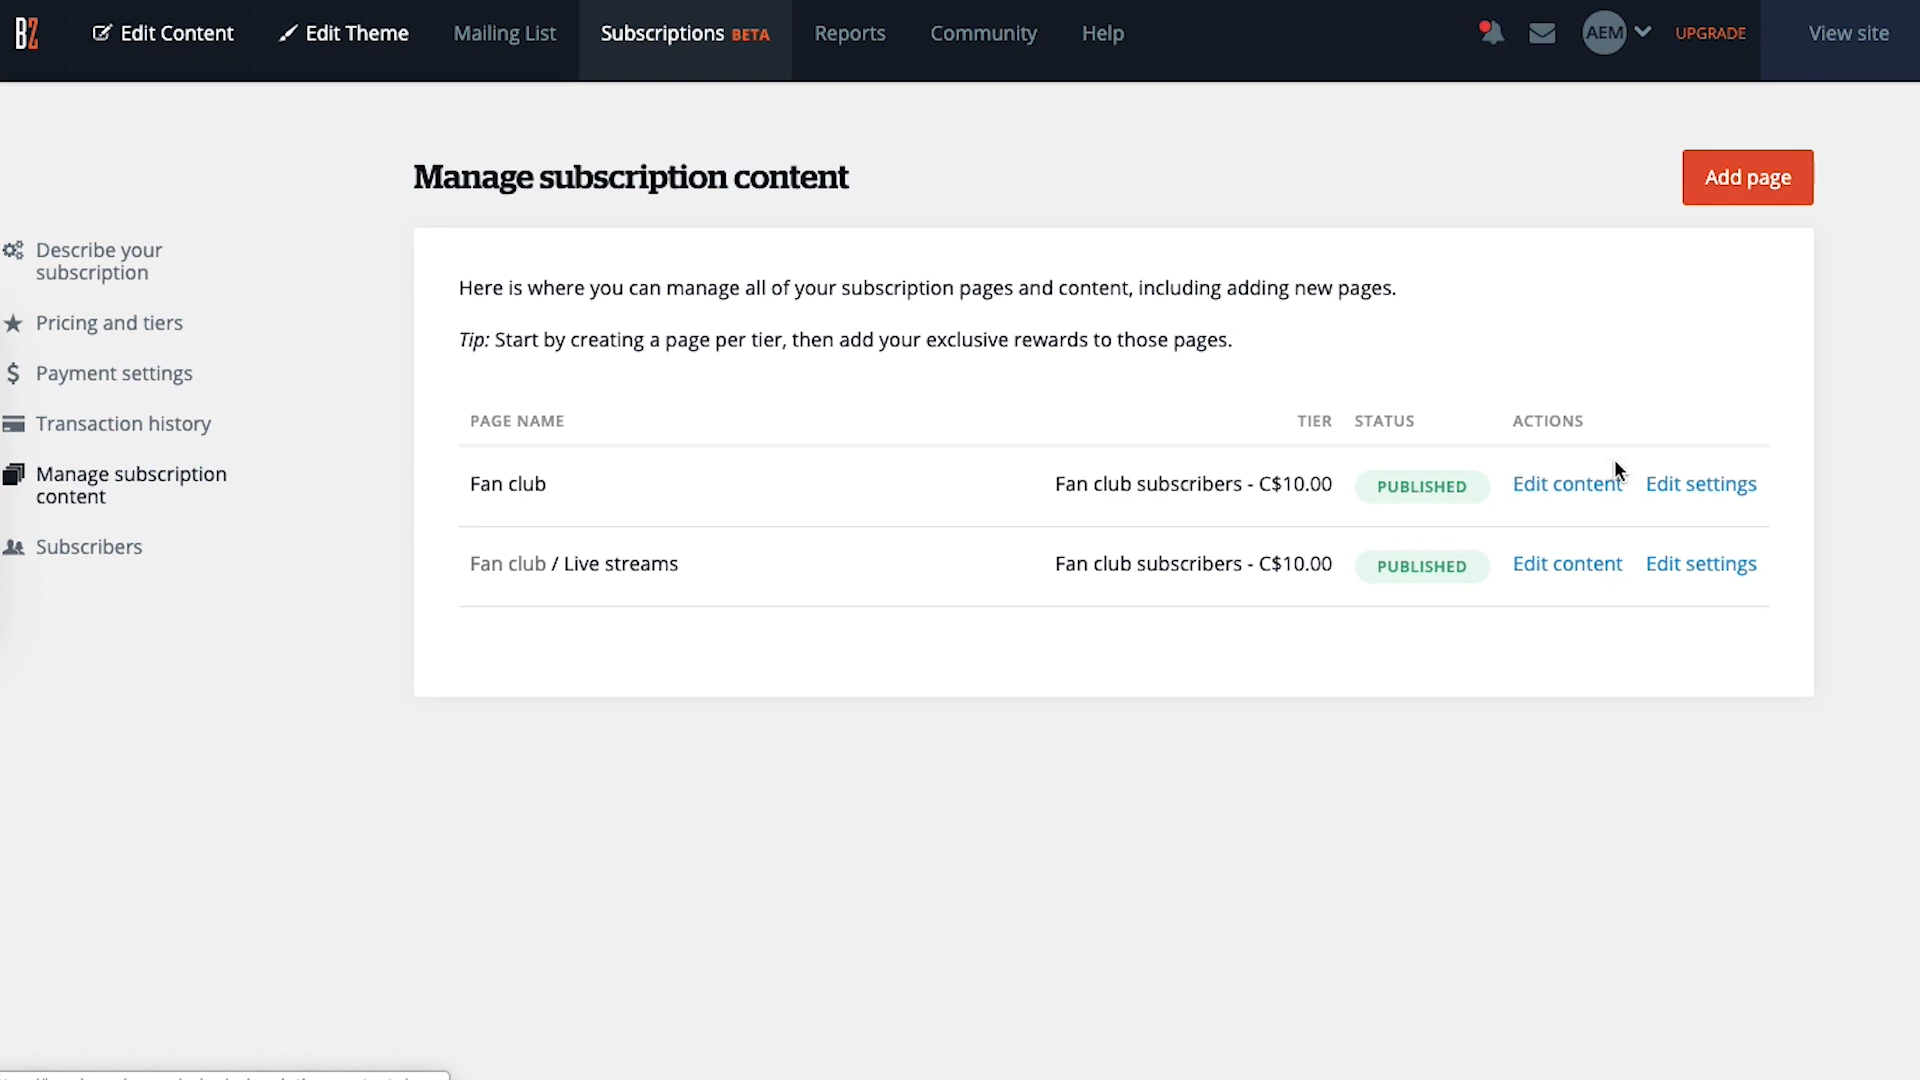 BZ
Edit Content
Edit Theme
Mailing List
Subscriptions BETA
Reports
Community
Help
AEM
UPGRADE
View site
Manage subscription content
Add page
Describe your
subscription
Pricing and tiers
Payment settings
Transaction history
Manage subscription
content
Subscribers
Here is where you can manage all of your subscription pages and content, including adding new pages.
Tip: Start by creating a page per tier, then add your exclusive rewards to those pages.
PAGE NAME TIER STATUS ACTIONS
Fan club Fan club subscribers - C$10.00 PUBLISHED Edit content Edit settings
Fan club / Live streams Fan club subscribers - C$10.00 PUBLISHED Edit content Edit settings